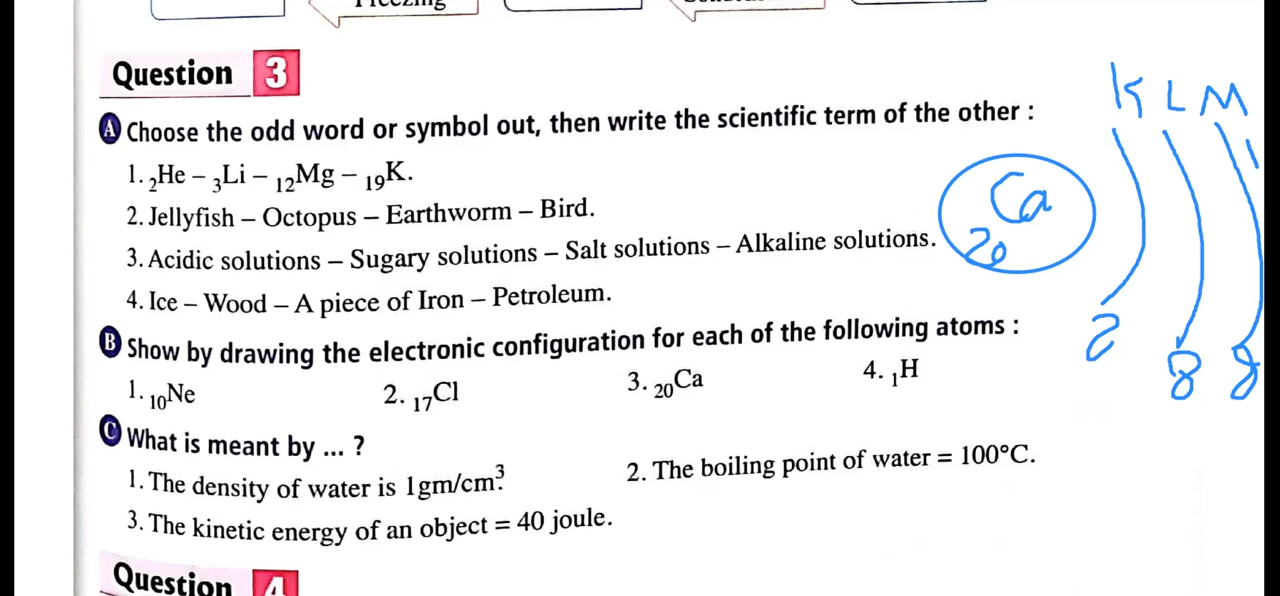 Freezing
Question 3
A Choose the odd word or symbol out, then write the scientific term of the other :
1. ₂He – ₃Li – ₁₂Mg – ₁₉K.
2. Jellyfish – Octopus – Earthworm – Bird.
3. Acidic solutions – Sugary solutions – Salt solutions – Alkaline solutions.
4. Ice – Wood – A piece of Iron – Petroleum.
B Show by drawing the electronic configuration for each of the following atoms :
1. ₁₀Ne 2. ₁₇Cl 3. ₂₀Ca 4. ₁H
C What is meant by ... ?
1. The density of water is 1gm/cm³. 2. The boiling point of water = 100°C.
3. The kinetic energy of an object = 40 joule.
Question 4
K L M
Ca
20
2 8 8